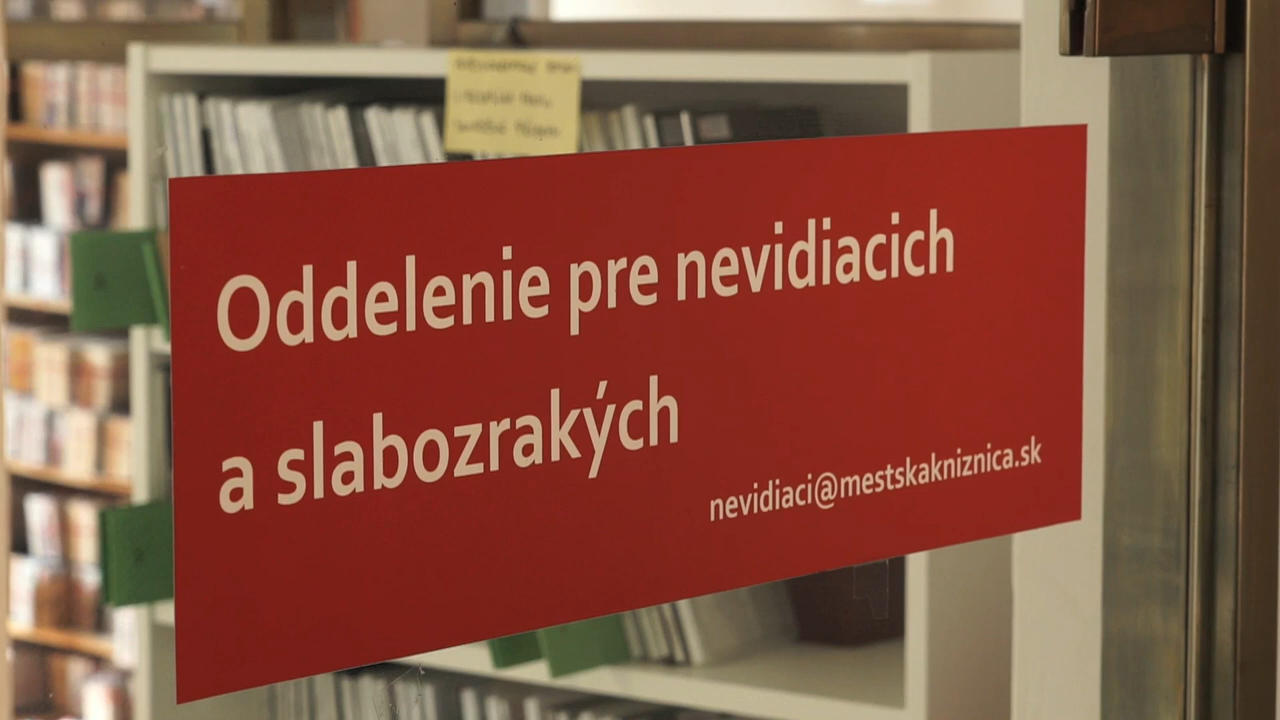 Oddelenie pre nevidiacich
a slabozrakých
nevidiaci@mestskakniznica.sk